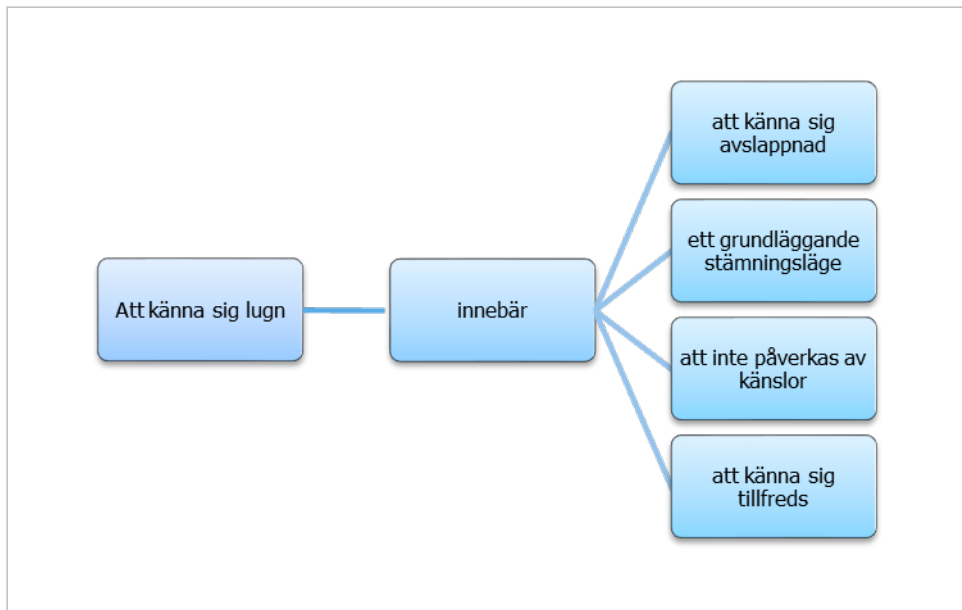 Att känna sig lugn
innebär
att känna sig
avslappnad
ett grundläggande
stämningsläge
att inte påverkas av
känslor
att känna sig
tillfreds